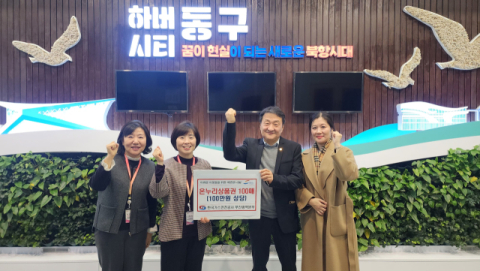 하버 동구
시티 꿈이 현실이 되는 새로운 북항시대
온누리상품권 100매
(100만원 상당)